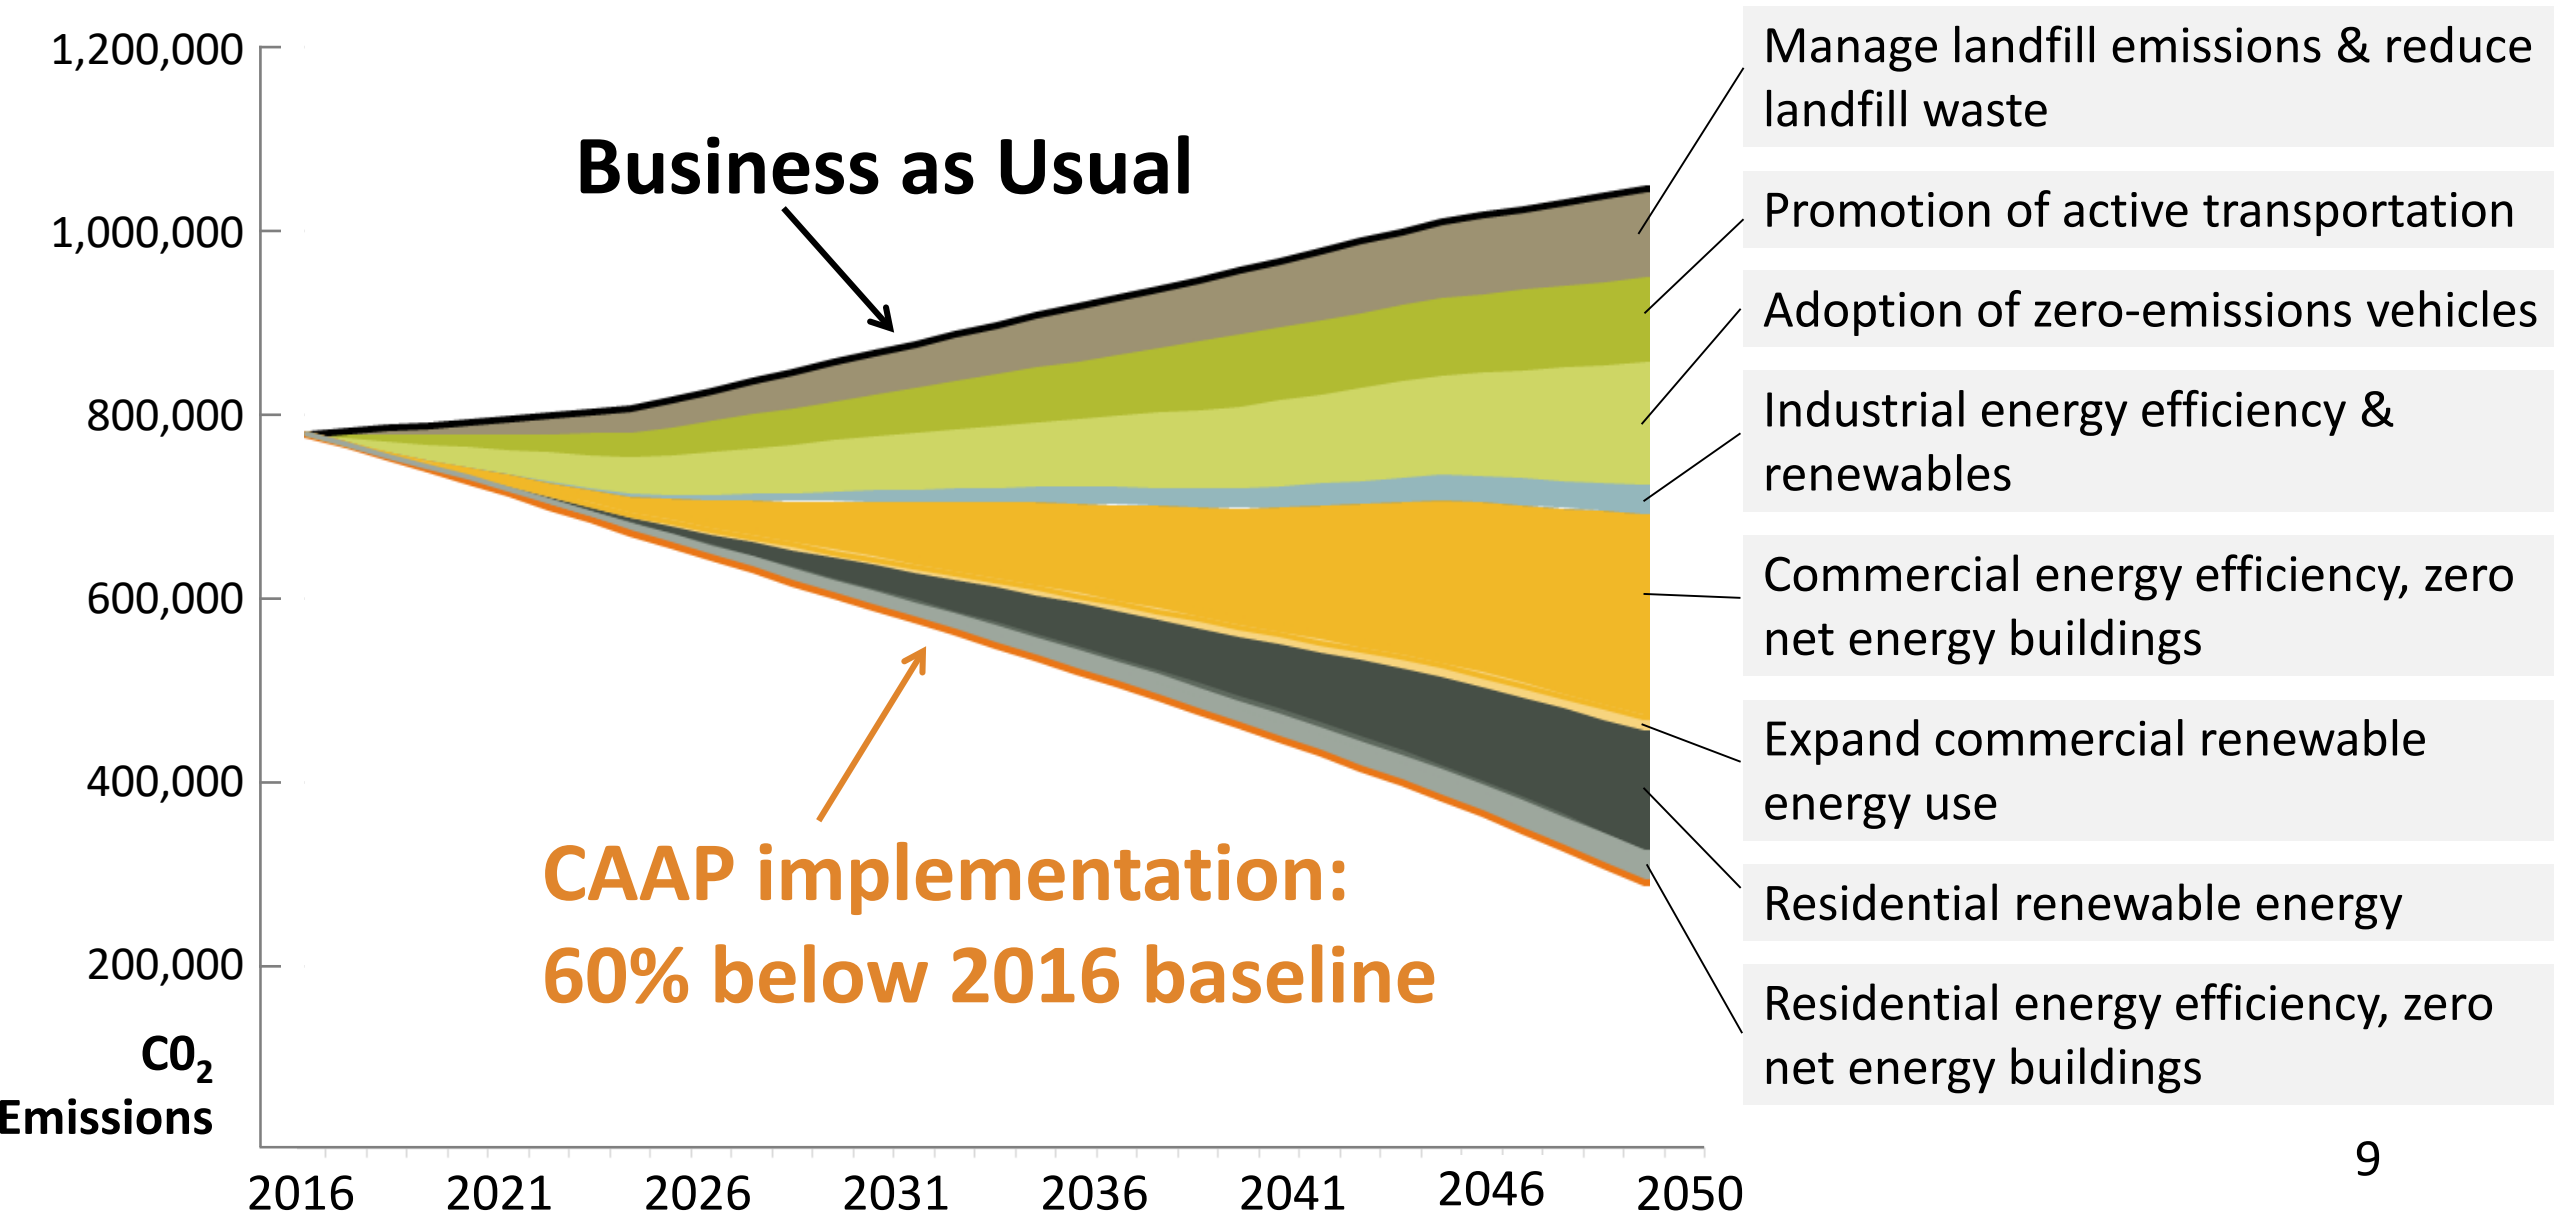 1,200,000
1,000,000
800,000
600,000
400,000
200,000
C0₂
Emissions
Business as Usual
CAAP implementation:
60% below 2016 baseline
2016 2021 2026 2031 2036 2041 2046 2050
Manage landfill emissions & reduce
landfill waste
Promotion of active transportation
Adoption of zero-emissions vehicles
Industrial energy efficiency &
renewables
Commercial energy efficiency, zero
net energy buildings
Expand commercial renewable
energy use
Residential renewable energy
Residential energy efficiency, zero
net energy buildings
9